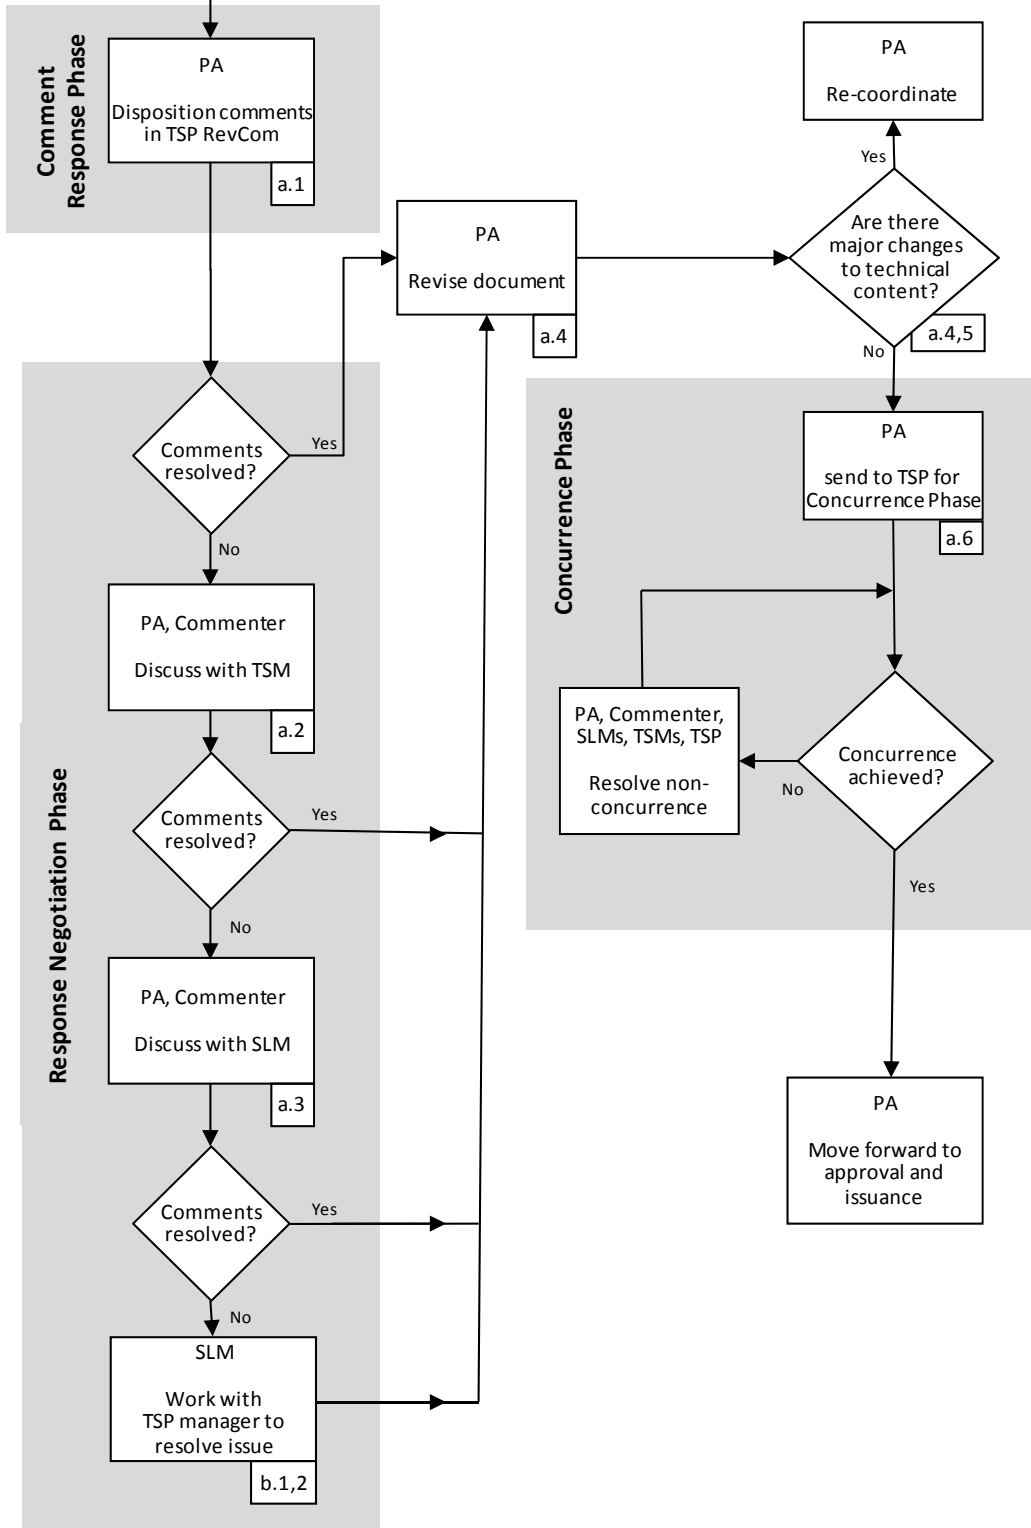 Comment
Response Phase
PA
Disposition comments
in TSP RevCom
a.1
Response Negotiation Phase
Comments
resolved?
Yes
No
PA, Commenter
Discuss with TSM
a.2
Comments
resolved?
Yes
No
PA, Commenter
Discuss with SLM
a.3
Comments
resolved?
Yes
No
SLM
Work with
TSP manager to
resolve issue
b.1,2
PA
Revise document
a.4
PA
Re-coordinate
Yes
Are there
major changes
to technical
content?
a.4,5
No
Concurrence Phase
PA
send to TSP for
Concurrence Phase
a.6
PA, Commenter,
SLMs, TSMs, TSP
Resolve non-
concurrence
No
Concurrence
achieved?
Yes
PA
Move forward to
approval and
issuance